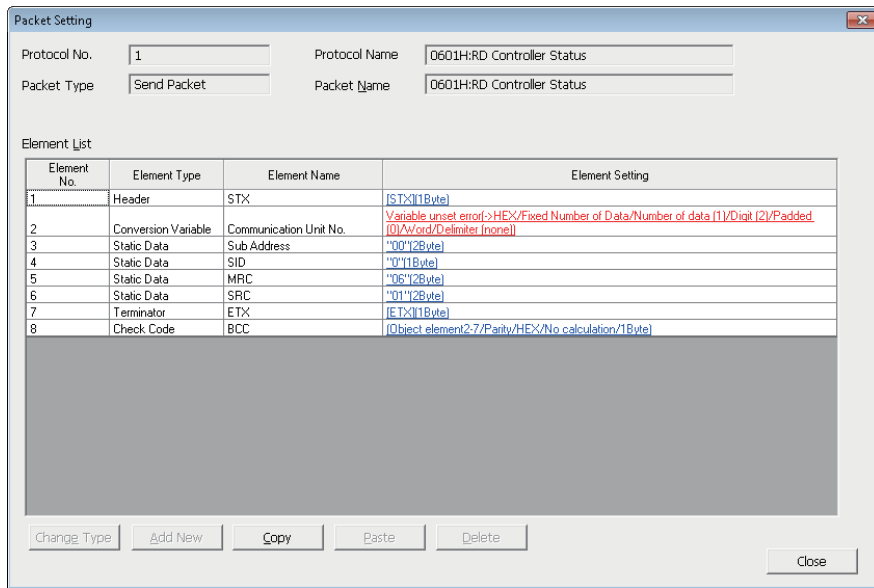 Packet Setting
Protocol No. 1 Protocol Name 0601H:RD Controller Status
Packet Type Send Packet Packet Name 0601H:RD Controller Status
Element List
Element No. Element Type Element Name Element Setting
1 Header STX [STX](1Byte)
2 Conversion Variable Communication Unit No. Variable unset error(->HEX/Fixed Number of Data/Number of data (1)/Digit (2)/Padded (0)/Word/Delimiter (none))
3 Static Data Sub Address "00"(2Byte)
4 Static Data SID "0"(1Byte)
5 Static Data MRC "06"(2Byte)
6 Static Data SRC "01"(2Byte)
7 Terminator ETX [ETX](1Byte)
8 Check Code BCC (Object element2-7/Parity/HEX/No calculation/1Byte)
Change Type Add New Copy Paste Delete
Close